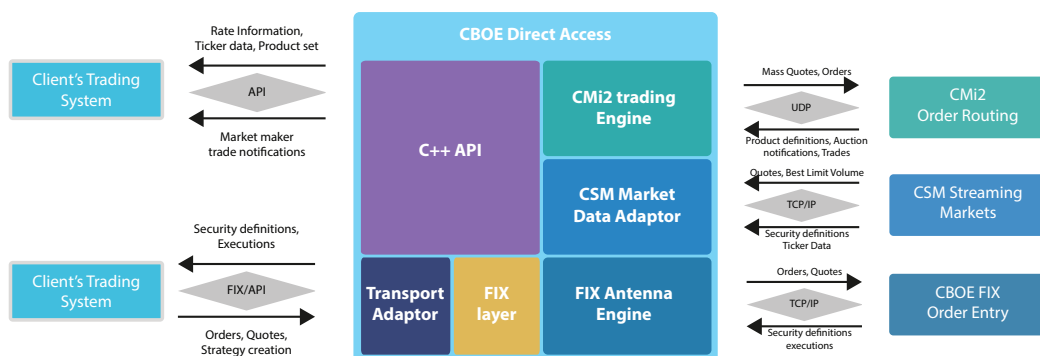 Rate Information,
Ticker data, Product set
Client's Trading
System
API
Market maker
trade notifications
Security definitions,
Executions
Client's Trading
System
FIX/API
Orders, Quotes,
Strategy creation
CBOE Direct Access
C++ API
CMi2 trading
Engine
CSM Market
Data Adaptor
Transport
Adaptor
FIX
layer
FIX Antenna
Engine
Mass Quotes, Orders
UDP
Product definitions, Auction
notifications, Trades
CMi2
Order Routing
Quotes, Best Limit Volume
TCP/IP
Security definitions
Ticker Data
CSM Streaming
Markets
Orders, Quotes
TCP/IP
Security definitions
executions
CBOE FIX
Order Entry